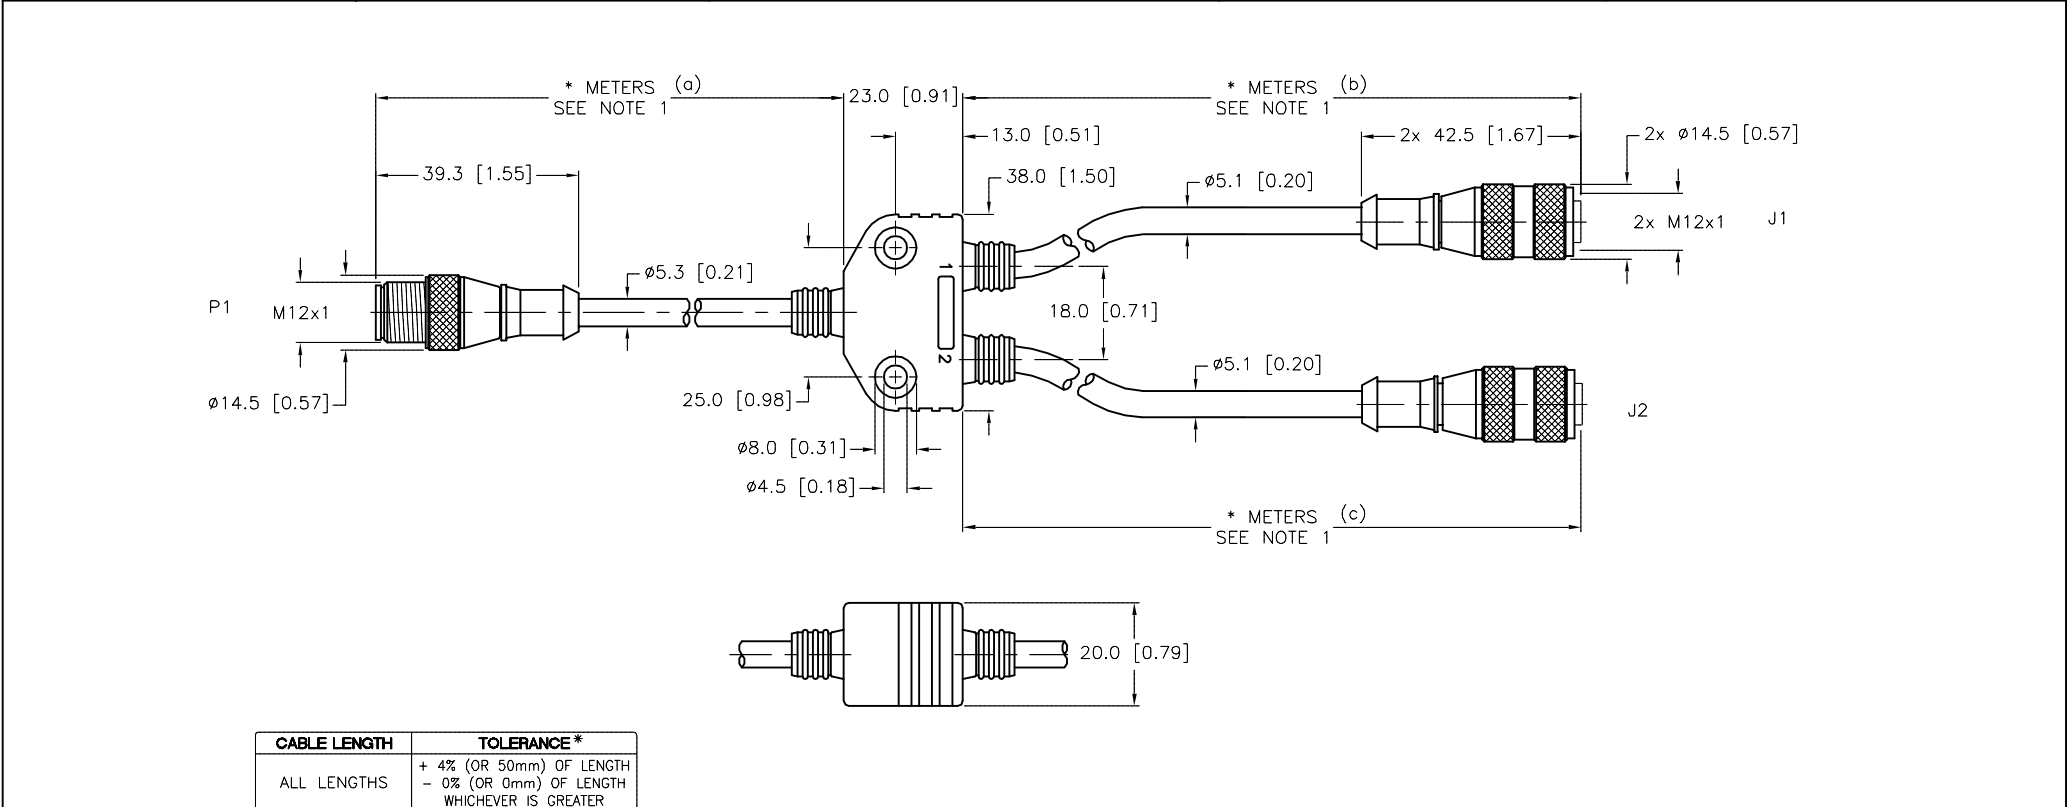 * METERS (a)
SEE NOTE 1
23.0 [0.91]
* METERS (b)
SEE NOTE 1
13.0 [0.51]
2x 42.5 [1.67]
2x ø14.5 [0.57]
39.3 [1.55]
38.0 [1.50]
ø5.1 [0.20]
2x M12x1
J1
1
ø5.3 [0.21]
P1
M12x1
18.0 [0.71]
2
ø5.1 [0.20]
25.0 [0.98]
ø14.5 [0.57]
J2
ø8.0 [0.31]
ø4.5 [0.18]
* METERS (c)
SEE NOTE 1
20.0 [0.79]
CABLE LENGTH
TOLERANCE*
ALL LENGTHS
+ 4% (OR 50mm) OF LENGTH
- 0% (OR 0mm) OF LENGTH
WHICHEVER IS GREATER